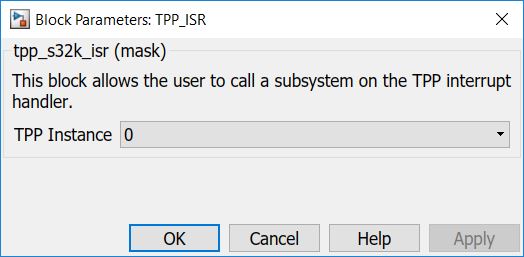 Block Parameters: TPP_ISR
tpp_s32k_isr (mask)
This block allows the user to call a subsystem on the TPP interrupt
handler.
TPP Instance 0
OK Cancel Help Apply